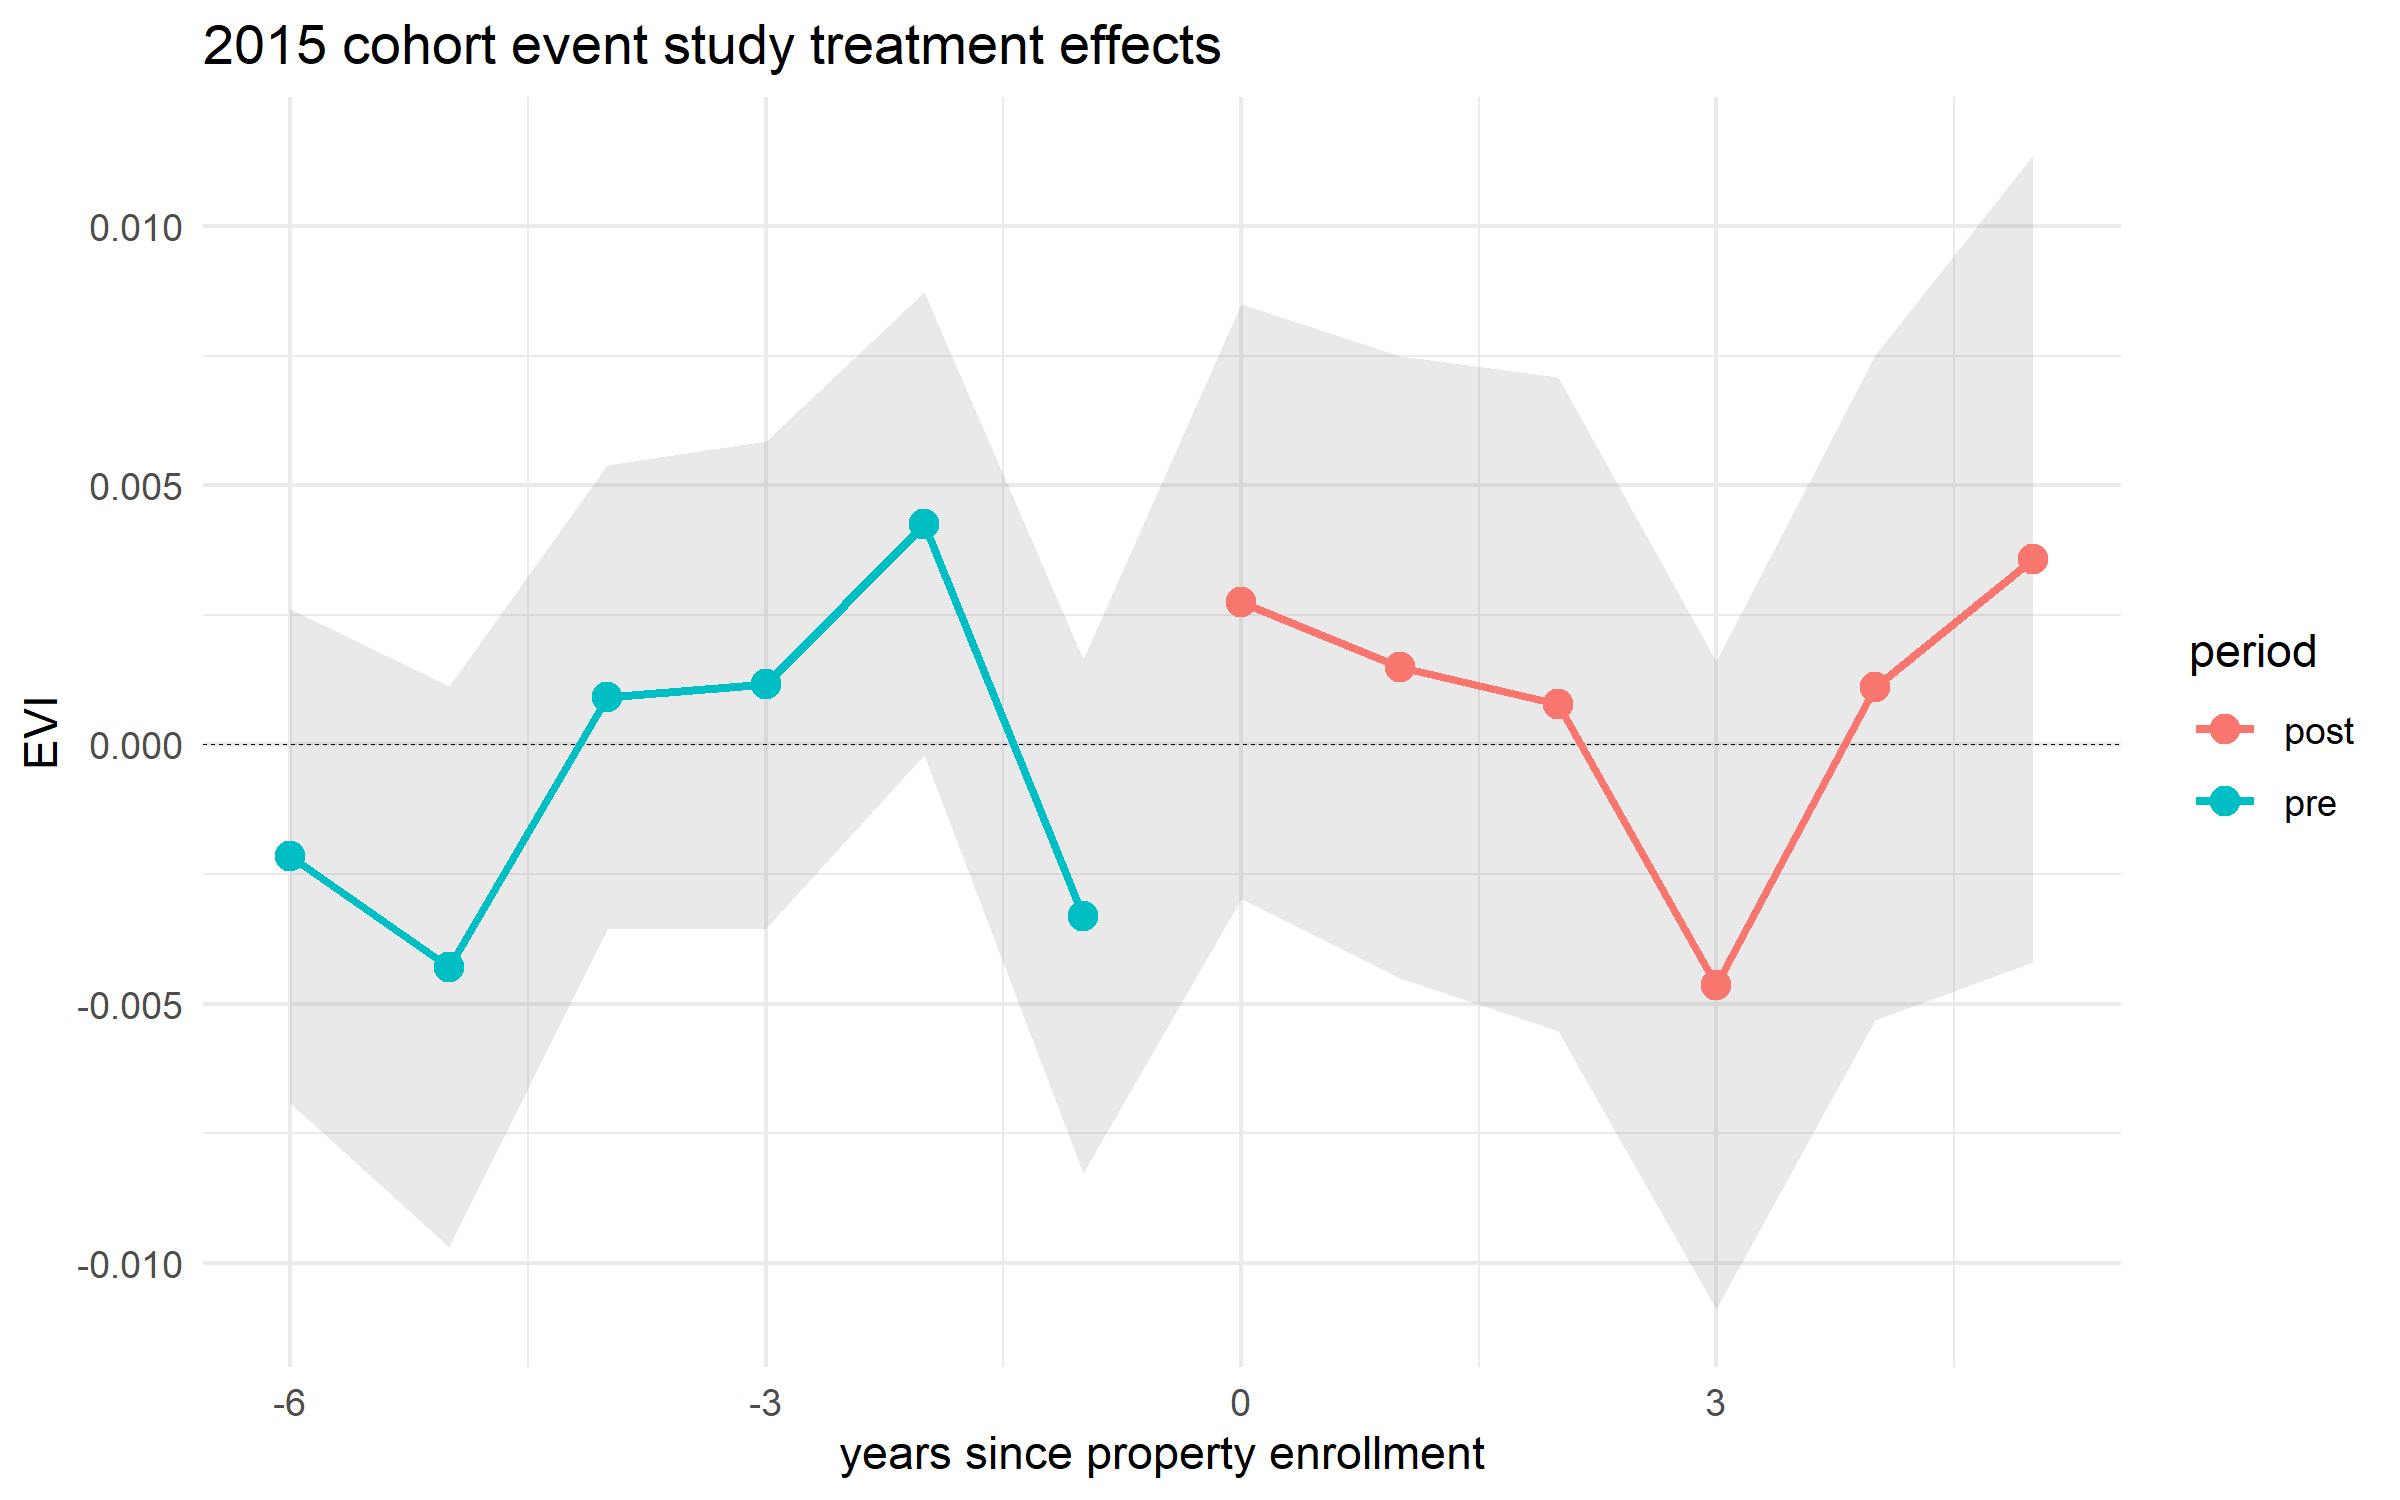 2015 cohort event study treatment effects
0.010
0.005
0.000
-0.005
-0.010
EVI
-6
-3
0
3
years since property enrollment
period
post
pre